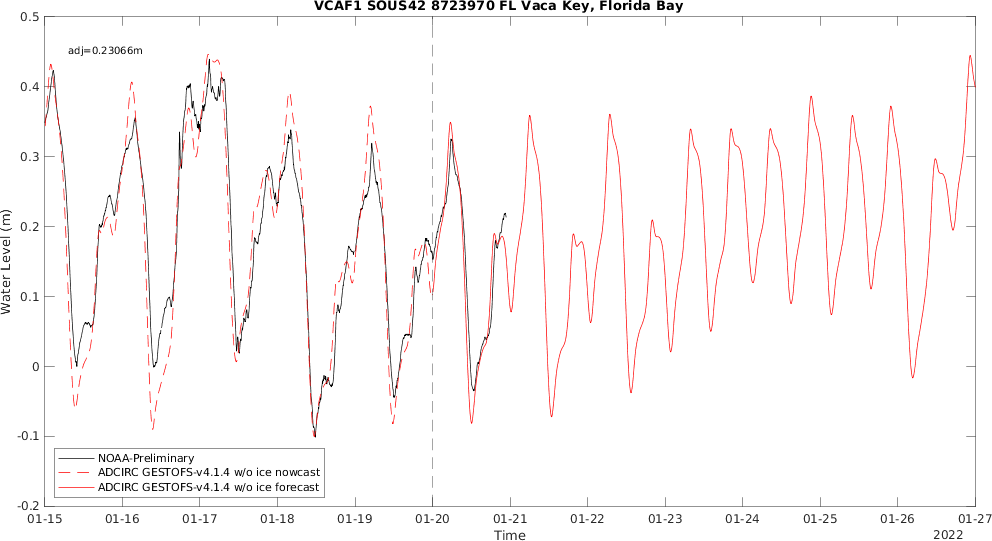 VCAF1 SOUS42 8723970 FL Vaca Key, Florida Bay
adj=0.23066m
0.5
0.4
0.3
0.2
0.1
0
-0.1
-0.2
Water Level (m)
NOAA-Preliminary
ADCIRC GESTOFS-v4.1.4 w/o ice nowcast
ADCIRC GESTOFS-v4.1.4 w/o ice forecast
01-15 01-16 01-17 01-18 01-19 01-20 01-21 01-22 01-23 01-24 01-25 01-26 01-27
Time
2022